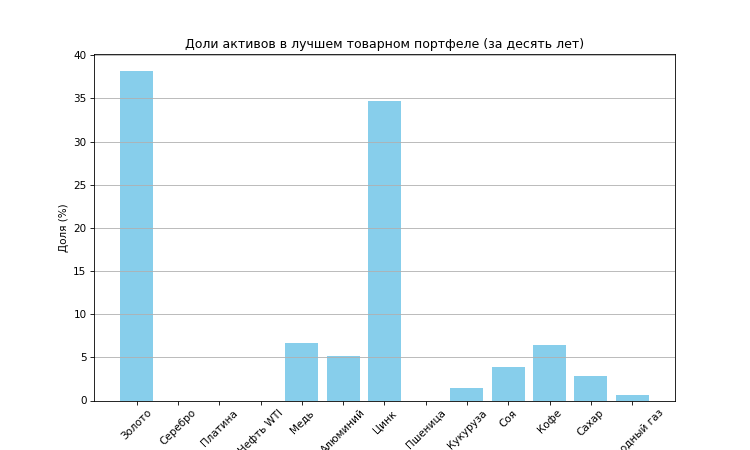 Доли активов в лучшем товарном портфеле (за десять лет)
Доля (%)
40
35
30
25
20
15
10
5
0
Золото
Серебро
Платина
Нефть WTI
Медь
Алюминий
Цинк
Пшеница
Кукуруза
Соя
Кофе
Сахар
газ